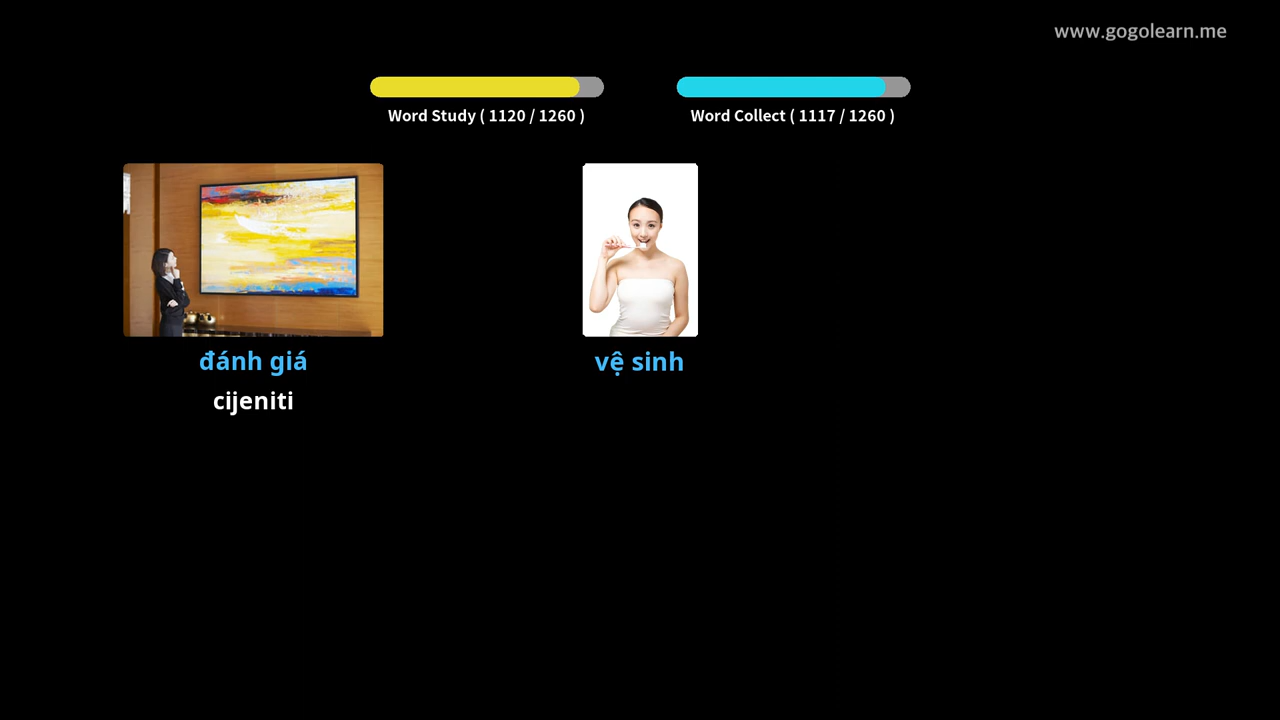 www.gogolearn.me
Word Study ( 1120 / 1260 )
Word Collect ( 1117 / 1260 )
đánh giá
vệ sinh
cijeniti